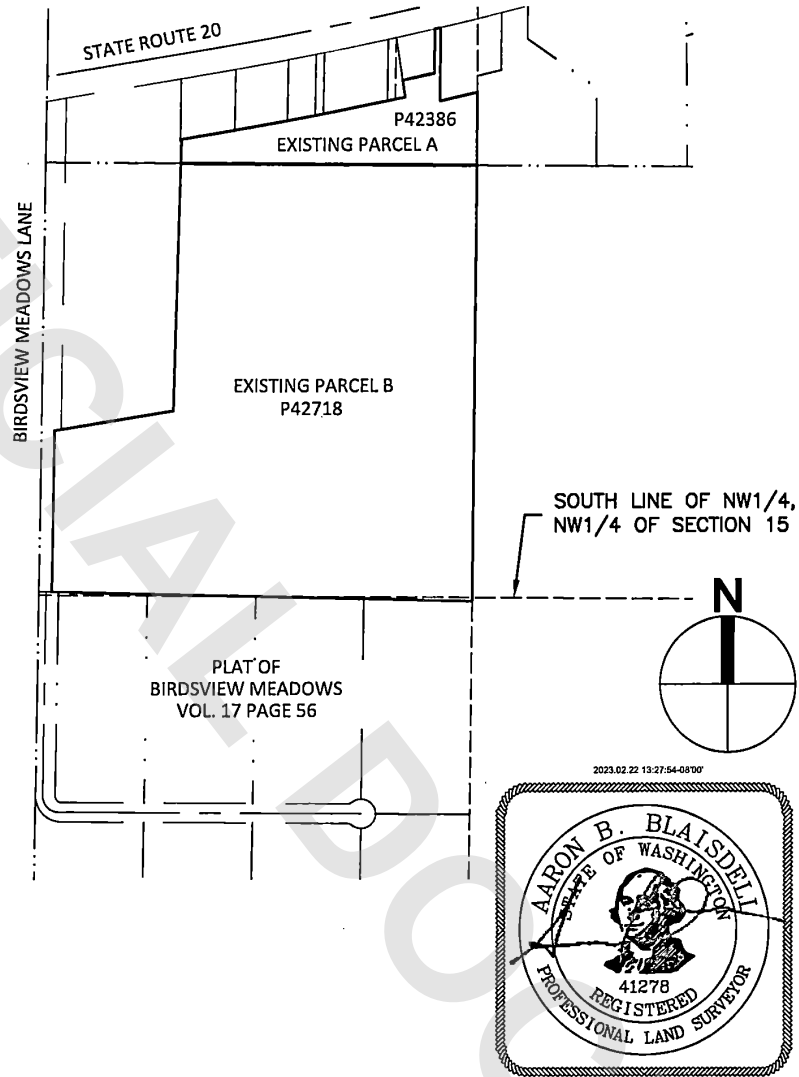 STATE ROUTE 20
P42386
EXISTING PARCEL A
BIRDSVIEW MEADOWS LANE
EXISTING PARCEL B
P42718
SOUTH LINE OF NW1/4,
NW1/4 OF SECTION 15
N
PLAT OF
BIRDSVIEW MEADOWS
VOL. 17 PAGE 56
2023.02.22 13:27:54-08'00'
AARON B. BLAISDELL
STATE OF WASHINGTON
41278
REGISTERED
PROFESSIONAL LAND SURVEYOR